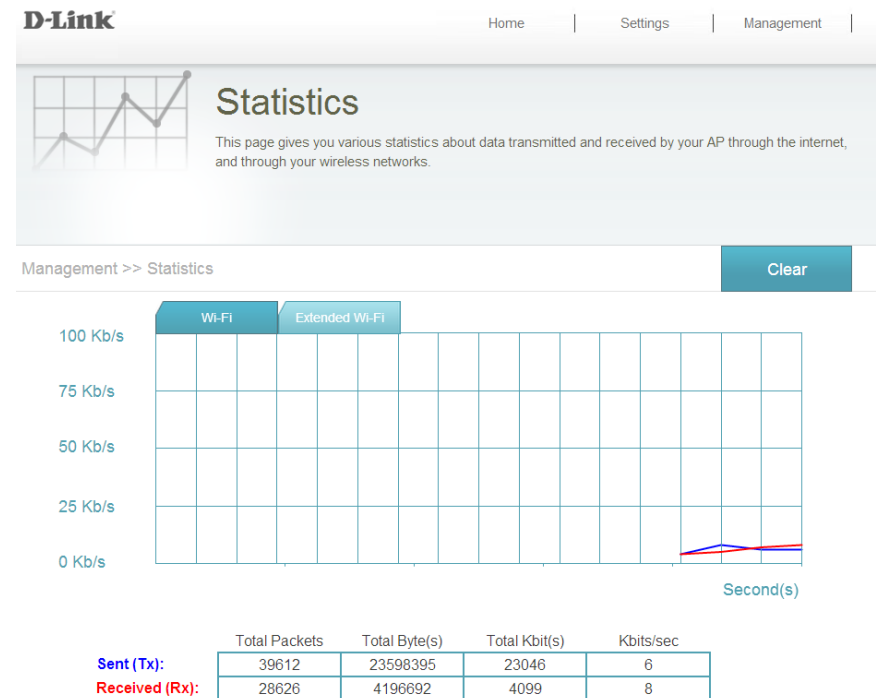 D-Link
Home Settings Management
Statistics
This page gives you various statistics about data transmitted and received by your AP through the internet,
and through your wireless networks.
Management >> Statistics
Clear
Wi-Fi Extended Wi-Fi
100 Kb/s
75 Kb/s
50 Kb/s
25 Kb/s
0 Kb/s
Second(s)
Total Packets Total Byte(s) Total Kbit(s) Kbits/sec
Sent (Tx): 39612 23598395 23046 6
Received (Rx): 28626 4196692 4099 8